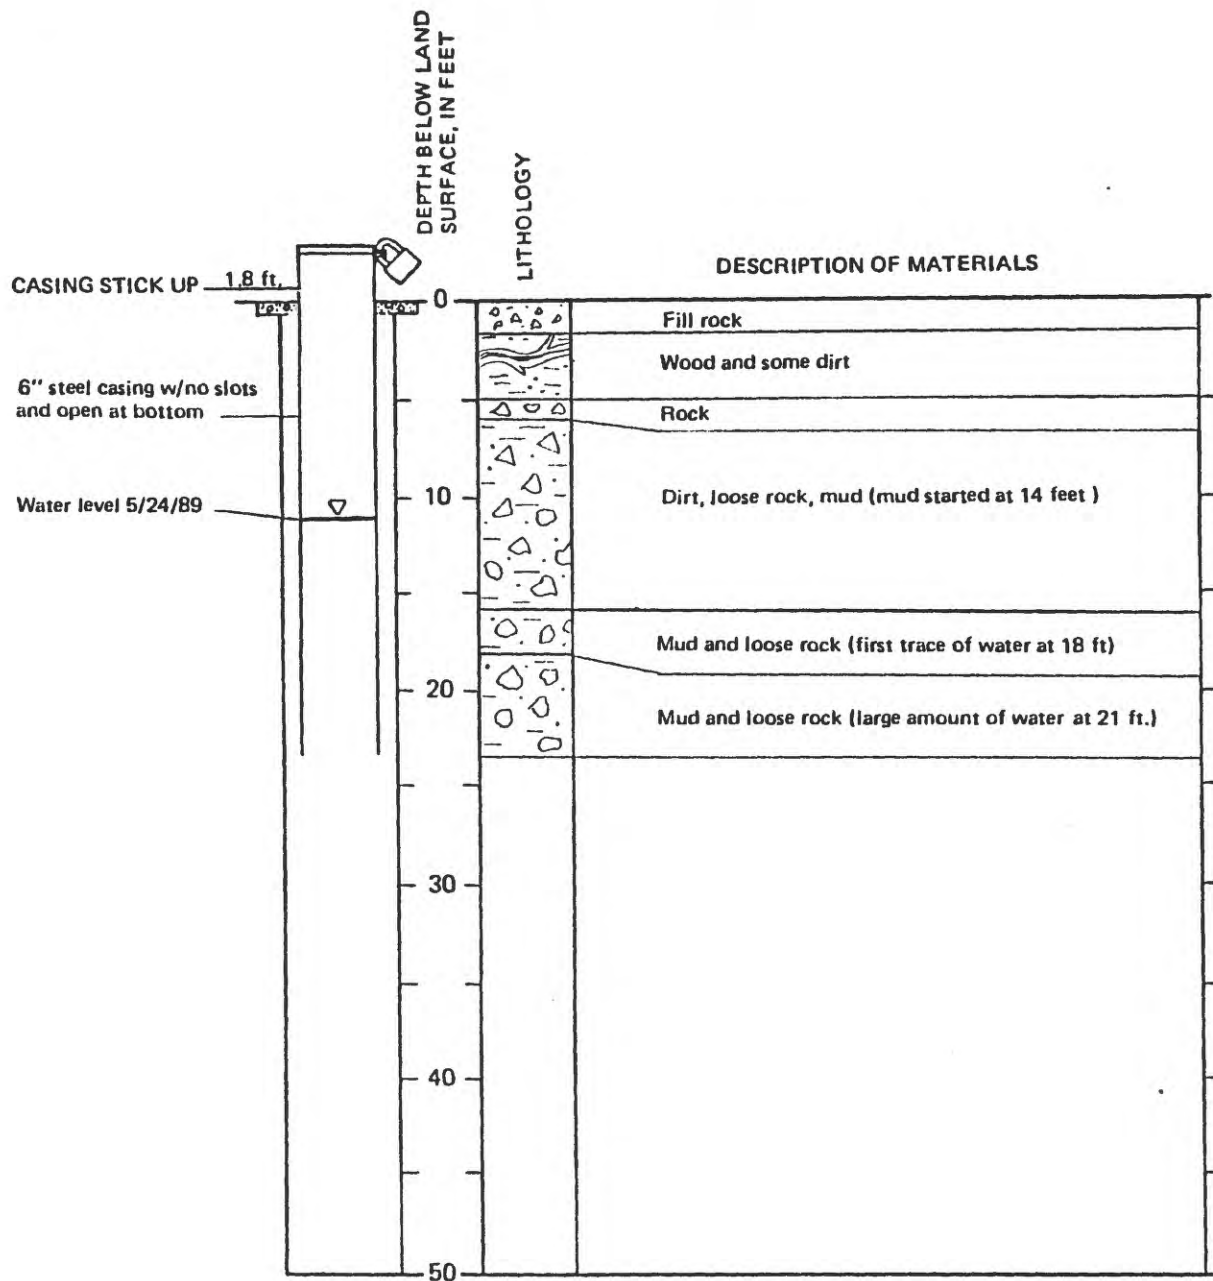 DEPTH BELOW LAND
SURFACE, IN FEET
LITHOLOGY
DESCRIPTION OF MATERIALS
CASING STICK UP 1.8 ft.
0
Fill rock
Wood and some dirt
6" steel casing w/no slots
and open at bottom
Rock
Water level 5/24/89
10
Dirt, loose rock, mud (mud started at 14 feet )
Mud and loose rock (first trace of water at 18 ft)
20
Mud and loose rock (large amount of water at 21 ft.)
30
40
50